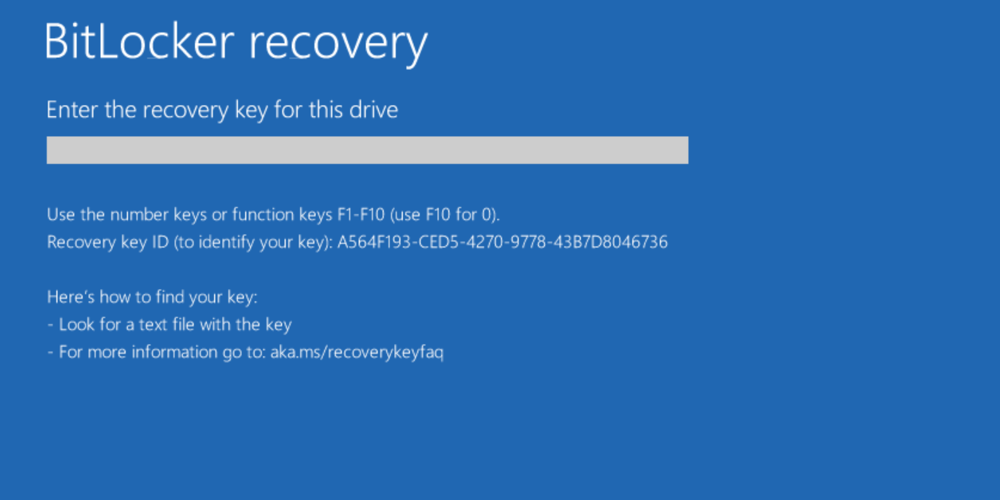 BitLocker recovery
Enter the recovery key for this drive
Use the number keys or function keys F1-F10 (use F10 for 0).
Recovery key ID (to identify your key): A564F193-CED5-4270-9778-43B7D8046736
Here's how to find your key:
- Look for a text file with the key
- For more information go to: aka.ms/recoverykeyfaq